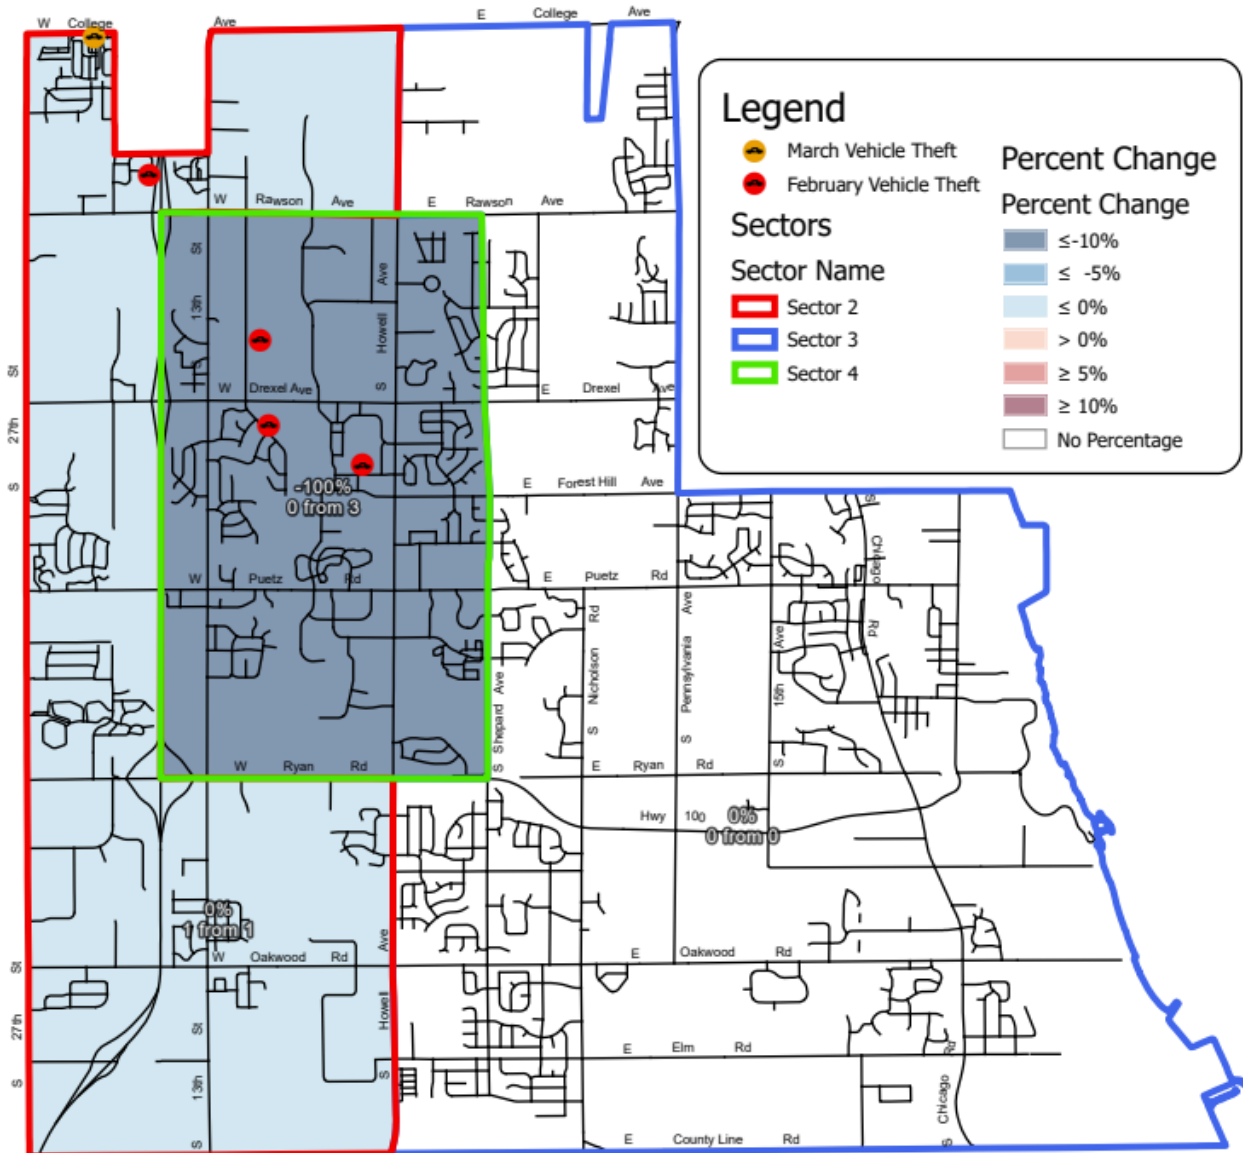 W College Ave
E College Ave
Legend
March Vehicle Theft
February Vehicle Theft
Sectors
Sector Name
Sector 2
Sector 3
Sector 4
Percent Change
Percent Change
≤-10%
≤ -5%
≤ 0%
> 0%
≥ 5%
≥ 10%
No Percentage
W Rawson Ave
E Rawson Ave
S 13th St
S Howell Ave
S 27th St
W Drexel Ave
E Drexel Ave
-100%
0 from 3
E Forest Hill Ave
W Puetz Rd
E Puetz Rd
S Chicago Rd
S Shepard Ave
S Nicholson Rd
S Pennsylvania Ave
S 15th Ave
W Ryan Rd
E Ryan Rd
Hwy 100
0%
0 from 0
0%
1 from 1
W Oakwood Rd
E Oakwood Rd
S 27th St
S 13th St
S Howell Ave
E Elm Rd
S Chicago Rd
E County Line Rd